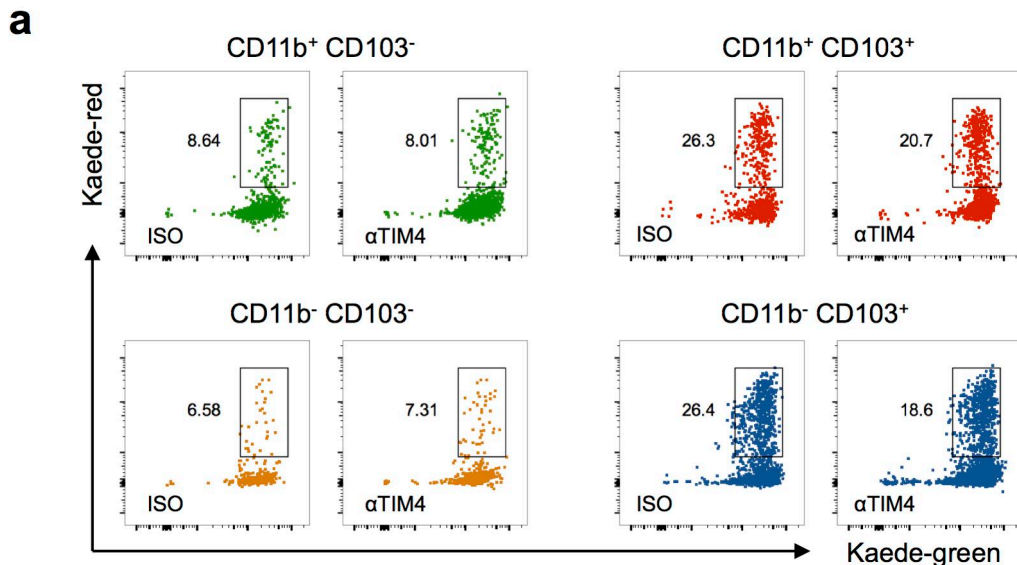 a
CD11b⁺ CD103⁻
CD11b⁺ CD103⁺
Kaede-red
8.64
ISO
8.01
αTIM4
26.3
ISO
20.7
αTIM4
CD11b⁻ CD103⁻
CD11b⁻ CD103⁺
6.58
ISO
7.31
αTIM4
26.4
ISO
18.6
αTIM4
Kaede-green